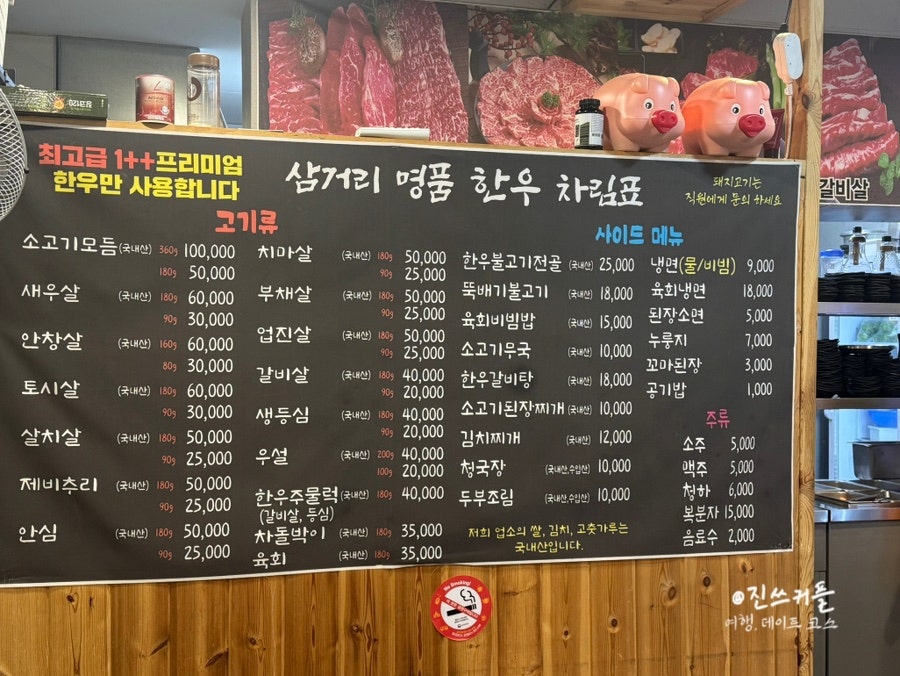 최고급 1++프리미엄
한우만 사용합니다
삼거리 명품 한우 차림표
돼지고기는
직원에게 문의 하세요
고기류
소고기모듬(국내산) 360g 100,000
180g 50,000
새우살 (국내산) 180g 60,000
90g 30,000
안창살 (국내산) 160g 60,000
80g 30,000
토시살 (국내산) 180g 60,000
90g 30,000
살치살 (국내산) 180g 50,000
90g 25,000
제비추리 (국내산) 180g 50,000
90g 25,000
안심 (국내산) 180g 50,000
90g 25,000
치마살 (국내산) 180g 50,000
90g 25,000
부채살 (국내산) 180g 50,000
90g 25,000
업진살 (국내산) 180g 50,000
90g 25,000
갈비살 (국내산) 180g 40,000
90g 20,000
생등심 (국내산) 180g 40,000
90g 20,000
우설 (국내산) 200g 40,000
100g 20,000
한우주물럭 (국내산) 180g 40,000
(갈비살, 등심)
차돌박이 (국내산) 180g 35,000
육회 (국내산) 180g 35,000
사이드 메뉴
한우불고기전골 (국내산) 25,000
뚝배기불고기 (국내산) 18,000
육회비빔밥 (국내산) 15,000
소고기무국 (국내산) 10,000
한우갈비탕 (국내산) 18,000
소고기된장찌개 (국내산) 10,000
김치찌개 (국내산) 12,000
청국장 (국내산,수입산) 10,000
두부조림 (국내산,수입산) 10,000
저희 업소의 쌀, 김치, 고춧가루는
국내산입니다.
냉면(물/비빔) 9,000
육회냉면 18,000
된장소면 5,000
누룽지 7,000
꼬마된장 3,000
공기밥 1,000
주류
소주 5,000
맥주 5,000
청하 6,000
복분자 15,000
음료수 2,000
갈비살
No Smoking!
@진쓰커플
여행, 데이트 코스